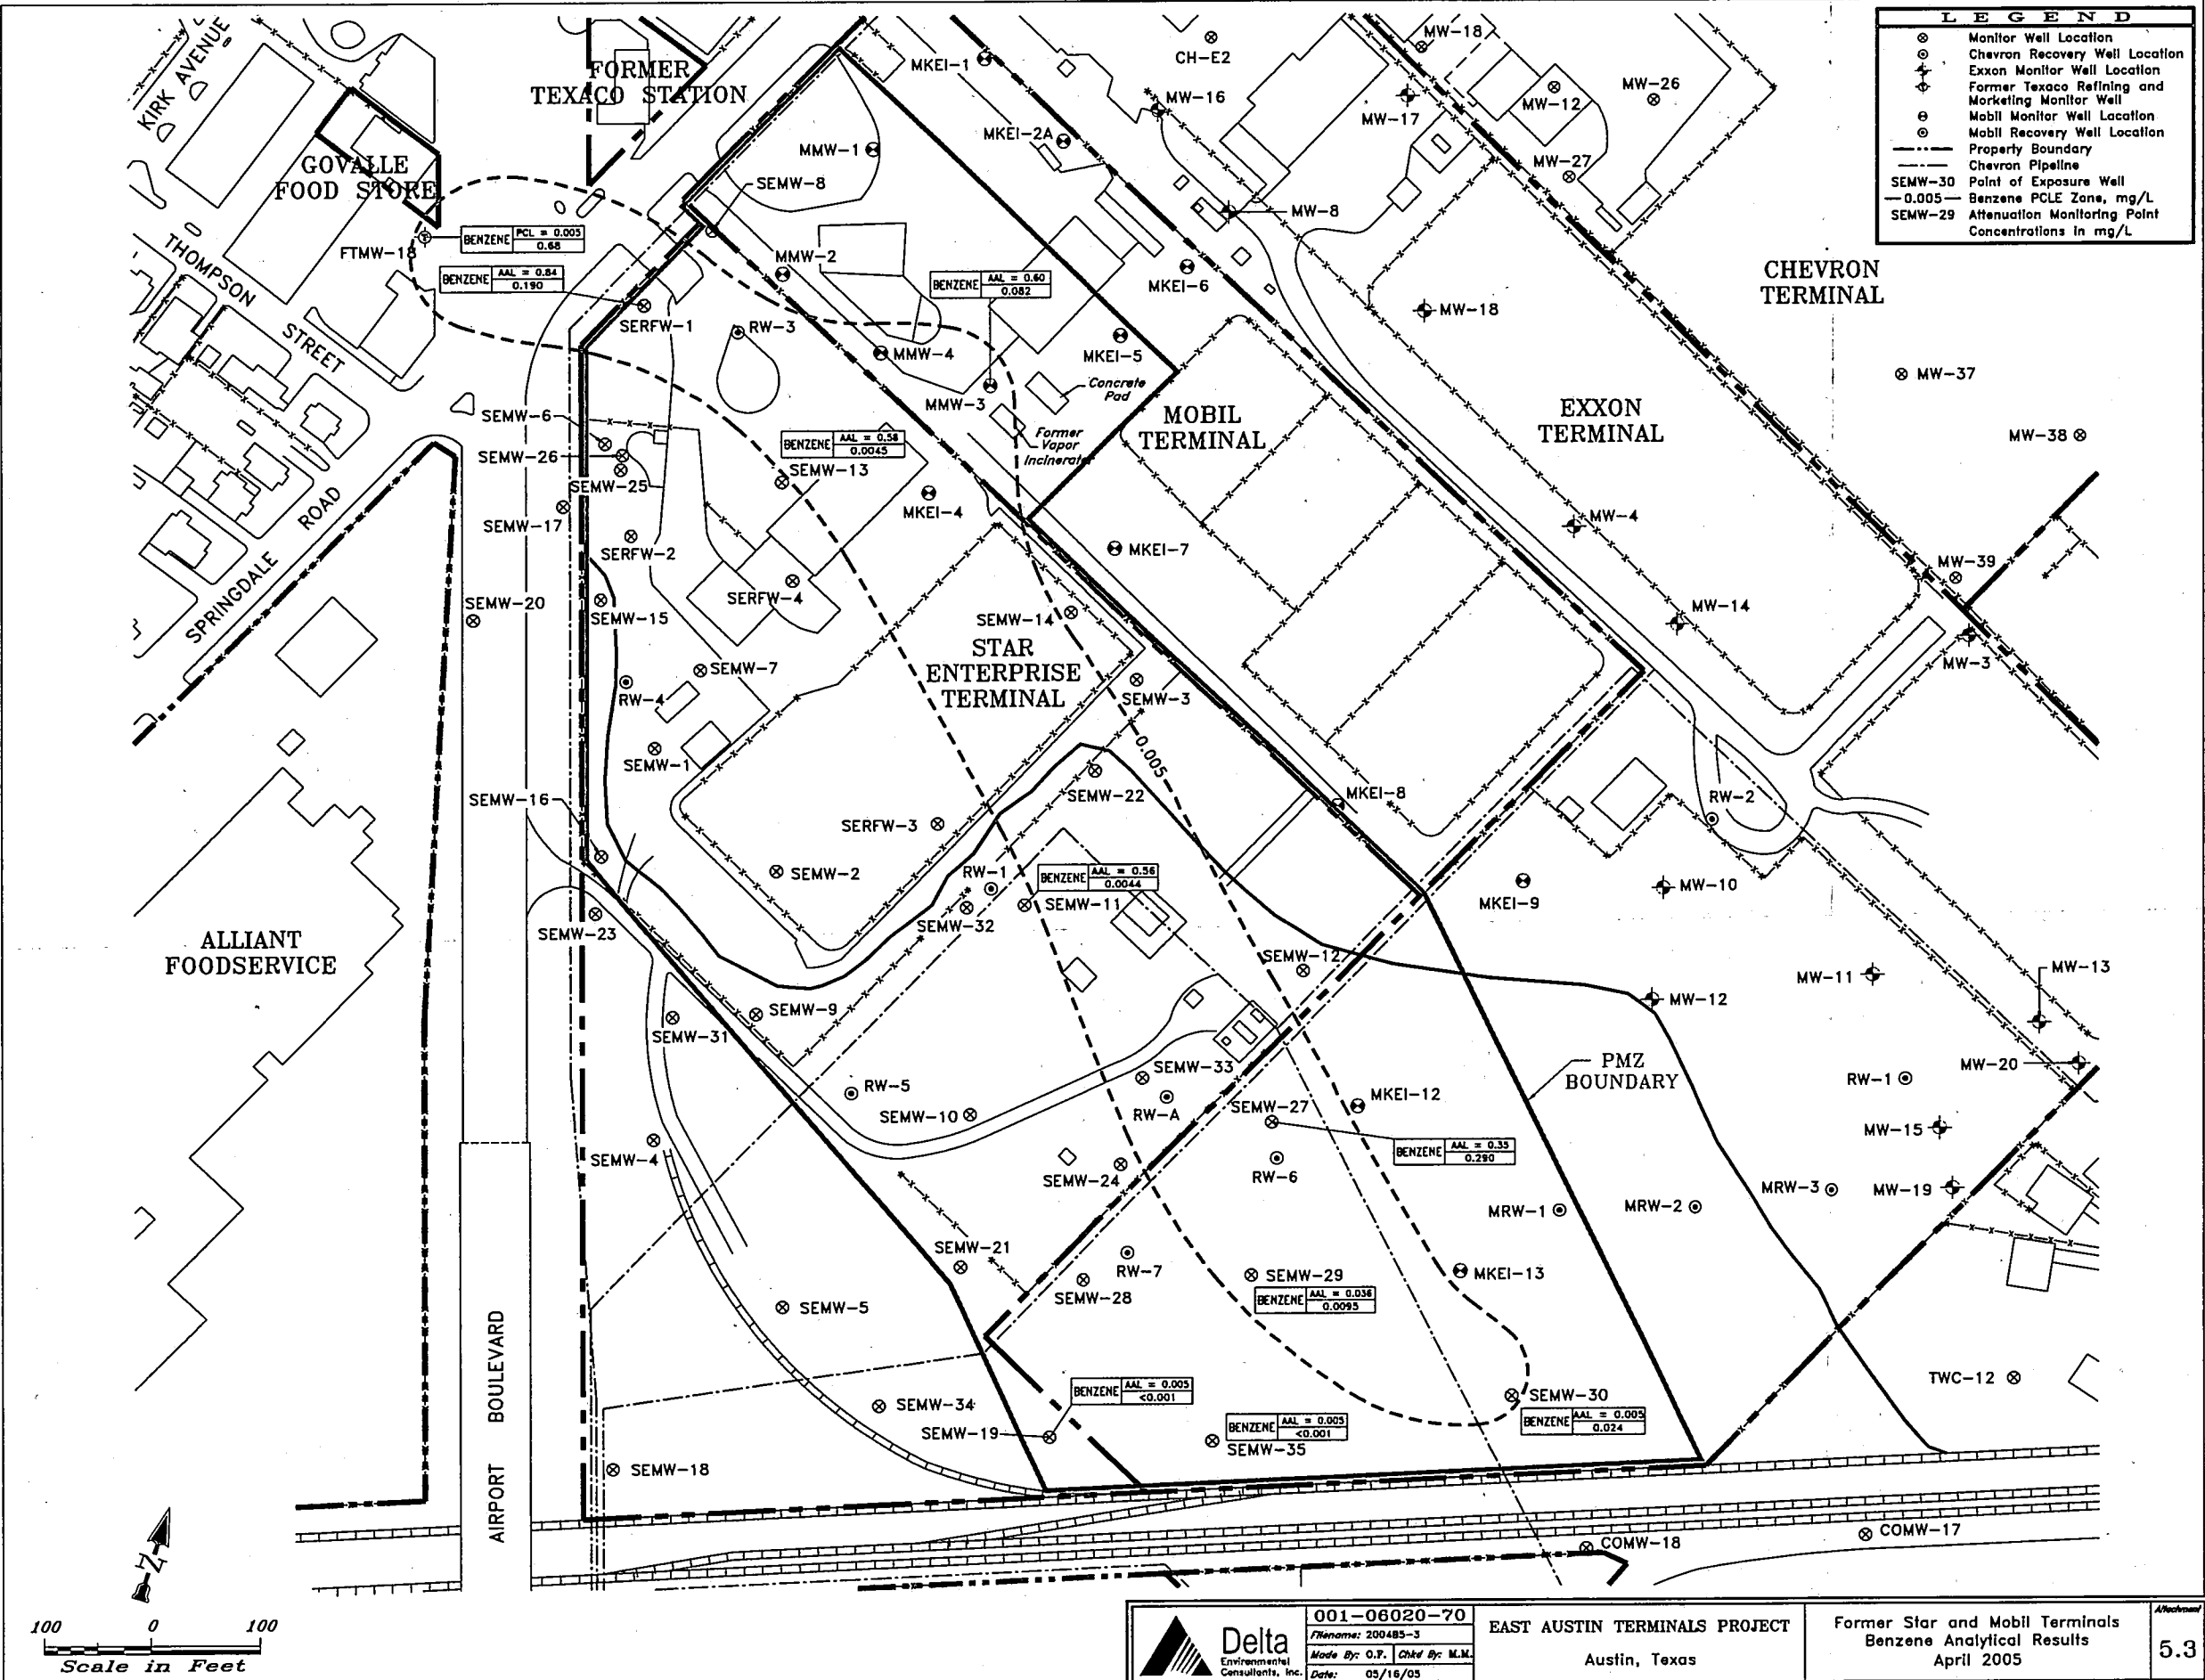 LEGEND
Monitor Well Location
Chevron Recovery Well Location
Exxon Monitor Well Location
Former Texaco Refining and
Marketing Monitor Well
Mobil Monitor Well Location
Mobil Recovery Well Location
Property Boundary
Chevron Pipeline
SEMW-30 Point of Exposure Well
0.005 Benzene PCLE Zone, mg/L
SEMW-29 Attenuation Monitoring Point
Concentrations in mg/L
KIRK AVENUE
FORMER
TEXACO STATION
GOVALLE
FOOD STORE
THOMPSON
STREET
SPRINGDALE ROAD
ALLIANT
FOODSERVICE
AIRPORT BOULEVARD
MOBIL
TERMINAL
EXXON
TERMINAL
CHEVRON
TERMINAL
STAR
ENTERPRISE
TERMINAL
PMZ
BOUNDARY
Concrete
Pad
Former
Vapor
Incinerator
0.005
MKEI-1
CH-E2
MW-18
MW-16
MW-17
MW-12
MW-26
MW-27
MMW-1
MKEI-2A
SEMW-8
MW-8
FTMW-18
BENZENE PCL = 0.005
0.68
BENZENE AAL = 0.84
0.190
SERFW-1
MMW-2
BENZENE AAL = 0.60
0.082
MKEI-6
MW-18
RW-3
MMW-4
MKEI-5
MMW-3
MW-37
MW-38
SEMW-6
SEMW-26
SEMW-25
BENZENE AAL = 0.58
0.0045
SEMW-13
MKEI-4
SEMW-17
SERFW-2
MKEI-7
MW-4
MW-39
SERFW-4
SEMW-20
SEMW-15
SEMW-14
MW-14
MW-3
SEMW-7
RW-4
SEMW-3
SEMW-1
SEMW-22
MKEI-8
RW-2
SEMW-16
SERFW-3
SEMW-2
RW-1
BENZENE AAL = 0.56
0.0044
SEMW-11
SEMW-32
MKEI-9
MW-10
SEMW-23
SEMW-12
MW-11
MW-13
MW-12
SEMW-9
SEMW-31
SEMW-33
RW-5
RW-A
SEMW-10
SEMW-27
MKEI-12
RW-1
MW-20
MW-15
BENZENE AAL = 0.35
0.290
SEMW-4
SEMW-24
RW-6
MRW-1
MRW-2
MRW-3
MW-19
SEMW-21
RW-7
SEMW-28
SEMW-29
BENZENE AAL = 0.036
0.0095
MKEI-13
SEMW-5
BENZENE AAL = 0.005
<0.001
SEMW-34
SEMW-19
BENZENE AAL = 0.005
<0.001
SEMW-35
SEMW-30
BENZENE AAL = 0.005
0.024
TWC-12
SEMW-18
COMW-18
COMW-17
N
100 0 100
Scale in Feet
Delta
Environmental
Consultants, Inc.
001-06020-70
Filename: 200485-3
Made By: O.F. Chkd By: M.M.
Date: 05/16/05
EAST AUSTIN TERMINALS PROJECT
Austin, Texas
Former Star and Mobil Terminals
Benzene Analytical Results
April 2005
Attachment
5.3